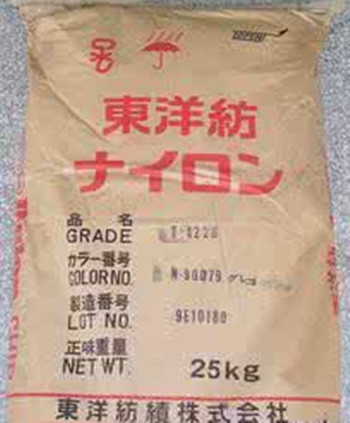 OPEN
東洋紡
ナイロン
品 名
GRADE
カラー番号
COLOR NO.
製造番号
LOT NO. 9E10180
正味重量
NET WT. 25kg
東洋紡績株式会社